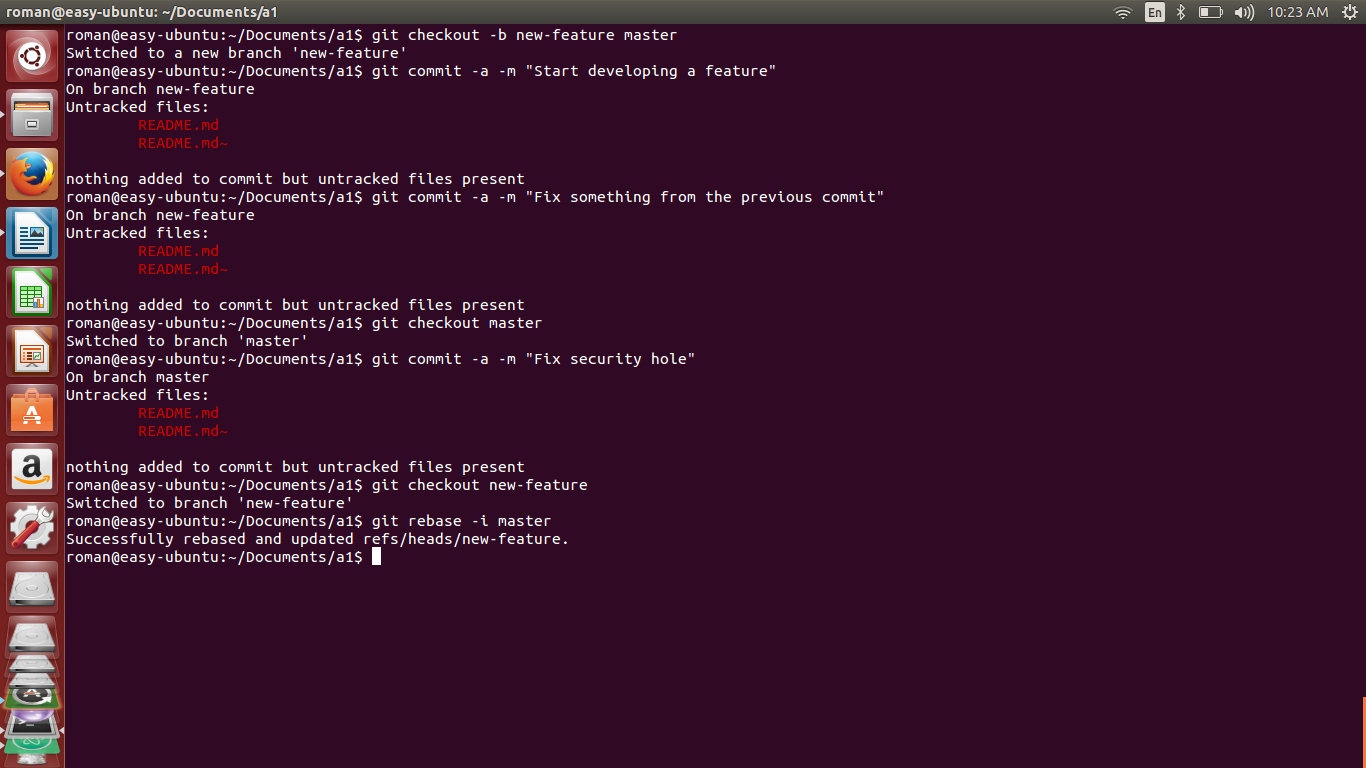 roman@easy-ubuntu: ~/Documents/a1
En
10:23 AM
roman@easy-ubuntu:~/Documents/a1$ git checkout -b new-feature master
Switched to a new branch 'new-feature'
roman@easy-ubuntu:~/Documents/a1$ git commit -a -m "Start developing a feature"
On branch new-feature
Untracked files:
README.md
README.md~
nothing added to commit but untracked files present
roman@easy-ubuntu:~/Documents/a1$ git commit -a -m "Fix something from the previous commit"
On branch new-feature
Untracked files:
README.md
README.md~
nothing added to commit but untracked files present
roman@easy-ubuntu:~/Documents/a1$ git checkout master
Switched to branch 'master'
roman@easy-ubuntu:~/Documents/a1$ git commit -a -m "Fix security hole"
On branch master
Untracked files:
README.md
README.md~
nothing added to commit but untracked files present
roman@easy-ubuntu:~/Documents/a1$ git checkout new-feature
Switched to branch 'new-feature'
roman@easy-ubuntu:~/Documents/a1$ git rebase -i master
Successfully rebased and updated refs/heads/new-feature.
roman@easy-ubuntu:~/Documents/a1$